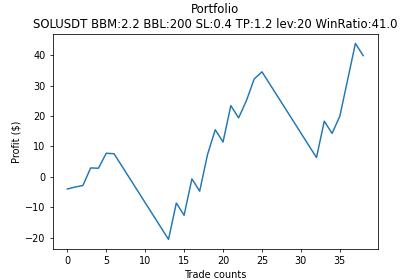 Portfolio
SOLUSDT BBM:2.2 BBL:200 SL:0.4 TP:1.2 lev:20 WinRatio:41.0
Profit ($)
40
30
20
10
0
−10
−20
0 5 10 15 20 25 30 35
Trade counts